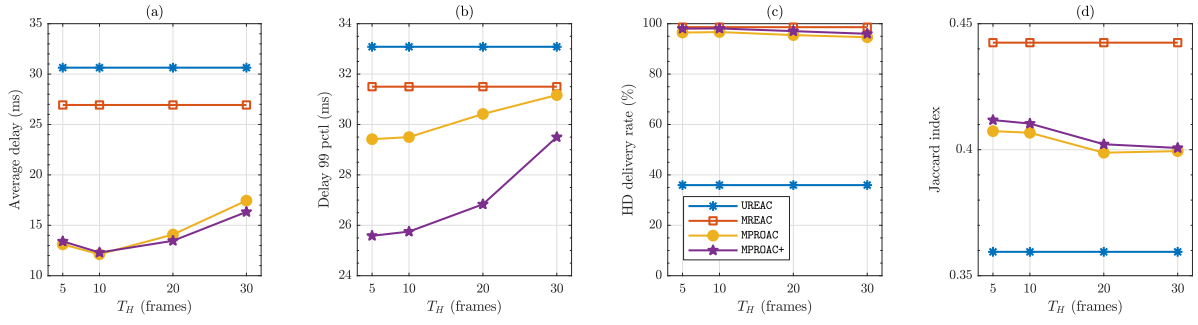 (a)
35
30
25
20
15
10
5 10 20 30
Average delay (ms)
T_H (frames)
(b)
34
32
30
28
26
24
5 10 20 30
Delay 99 pctl (ms)
T_H (frames)
(c)
100
80
60
40
20
0
5 10 20 30
HD delivery rate (%)
T_H (frames)
UREAC
MREAC
MPROAC
MPROAC+
(d)
0.45
0.4
0.35
5 10 20 30
Jaccard index
T_H (frames)